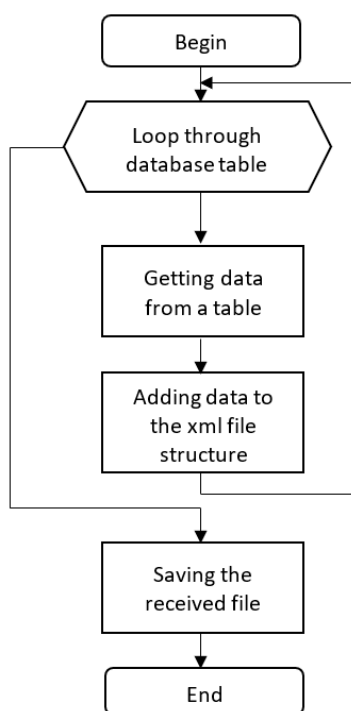 Begin
Loop through
database table
Getting data
from a table
Adding data to
the xml file
structure
Saving the
received file
End